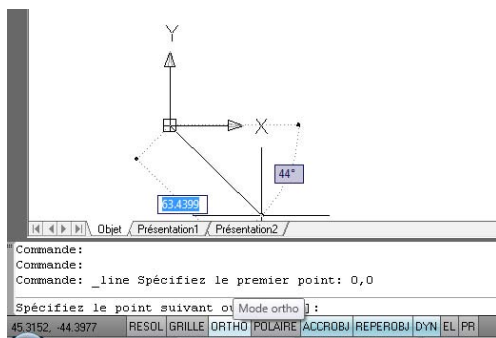 Y
X
44°
63.4399
Objet Présentation1 Présentation2
Commande:
Commande:
Commande: _line Spécifiez le premier point: 0,0
Spécifiez le point suivant ou ]:
Mode ortho
45.3152, -44.3977 RESOL GRILLE ORTHO POLAIRE ACCROBJ REPEROBJ DYN EL PR